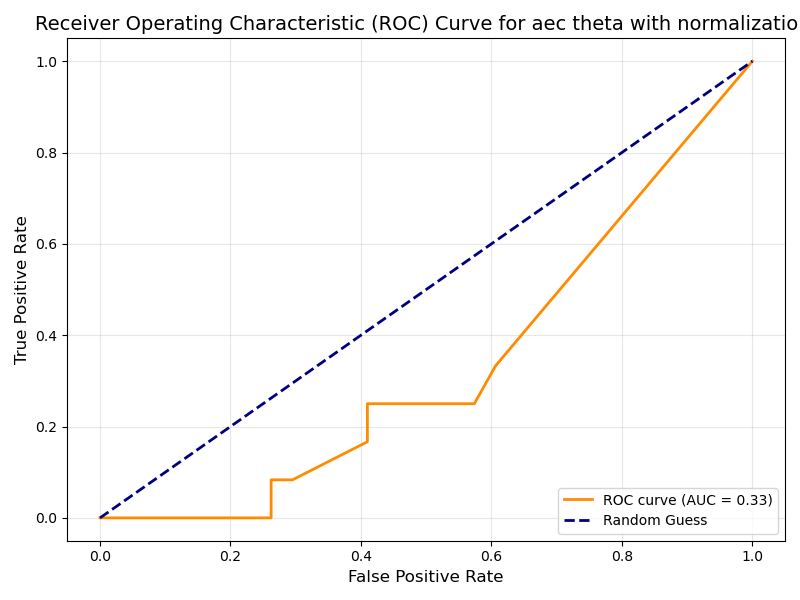 Receiver Operating Characteristic (ROC) Curve for aec theta with normalizatio
1.0
0.8
0.6
0.4
0.2
0.0
True Positive Rate
0.0 0.2 0.4 0.6 0.8 1.0
False Positive Rate
ROC curve (AUC = 0.33)
Random Guess